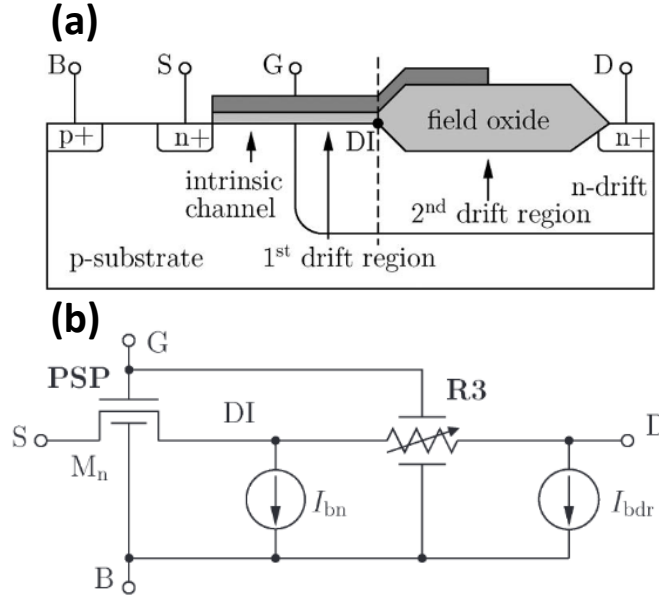 (a)
B S G D
p+ n+ DI field oxide n+
intrinsic
channel
n-drift
2nd drift region
p-substrate 1st drift region
(b)
G
PSP
R3
DI
S D
Mn
Ibn Ibdr
B